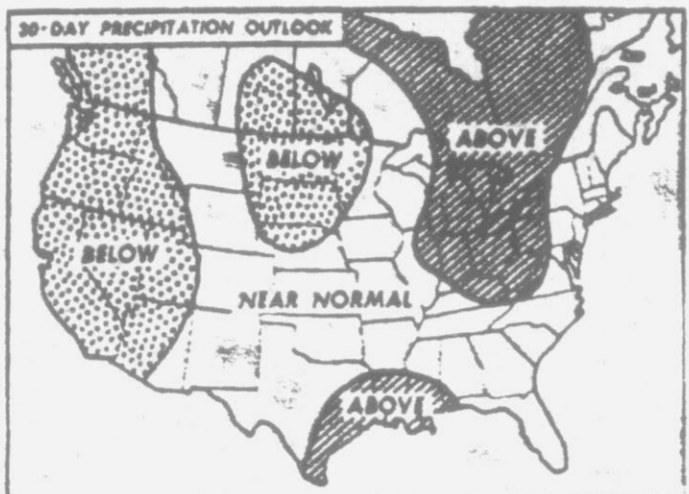 30-DAY PRECIPITATION OUTLOOK
ABOVE
BELOW
BELOW
NEAR NORMAL
ABOVE